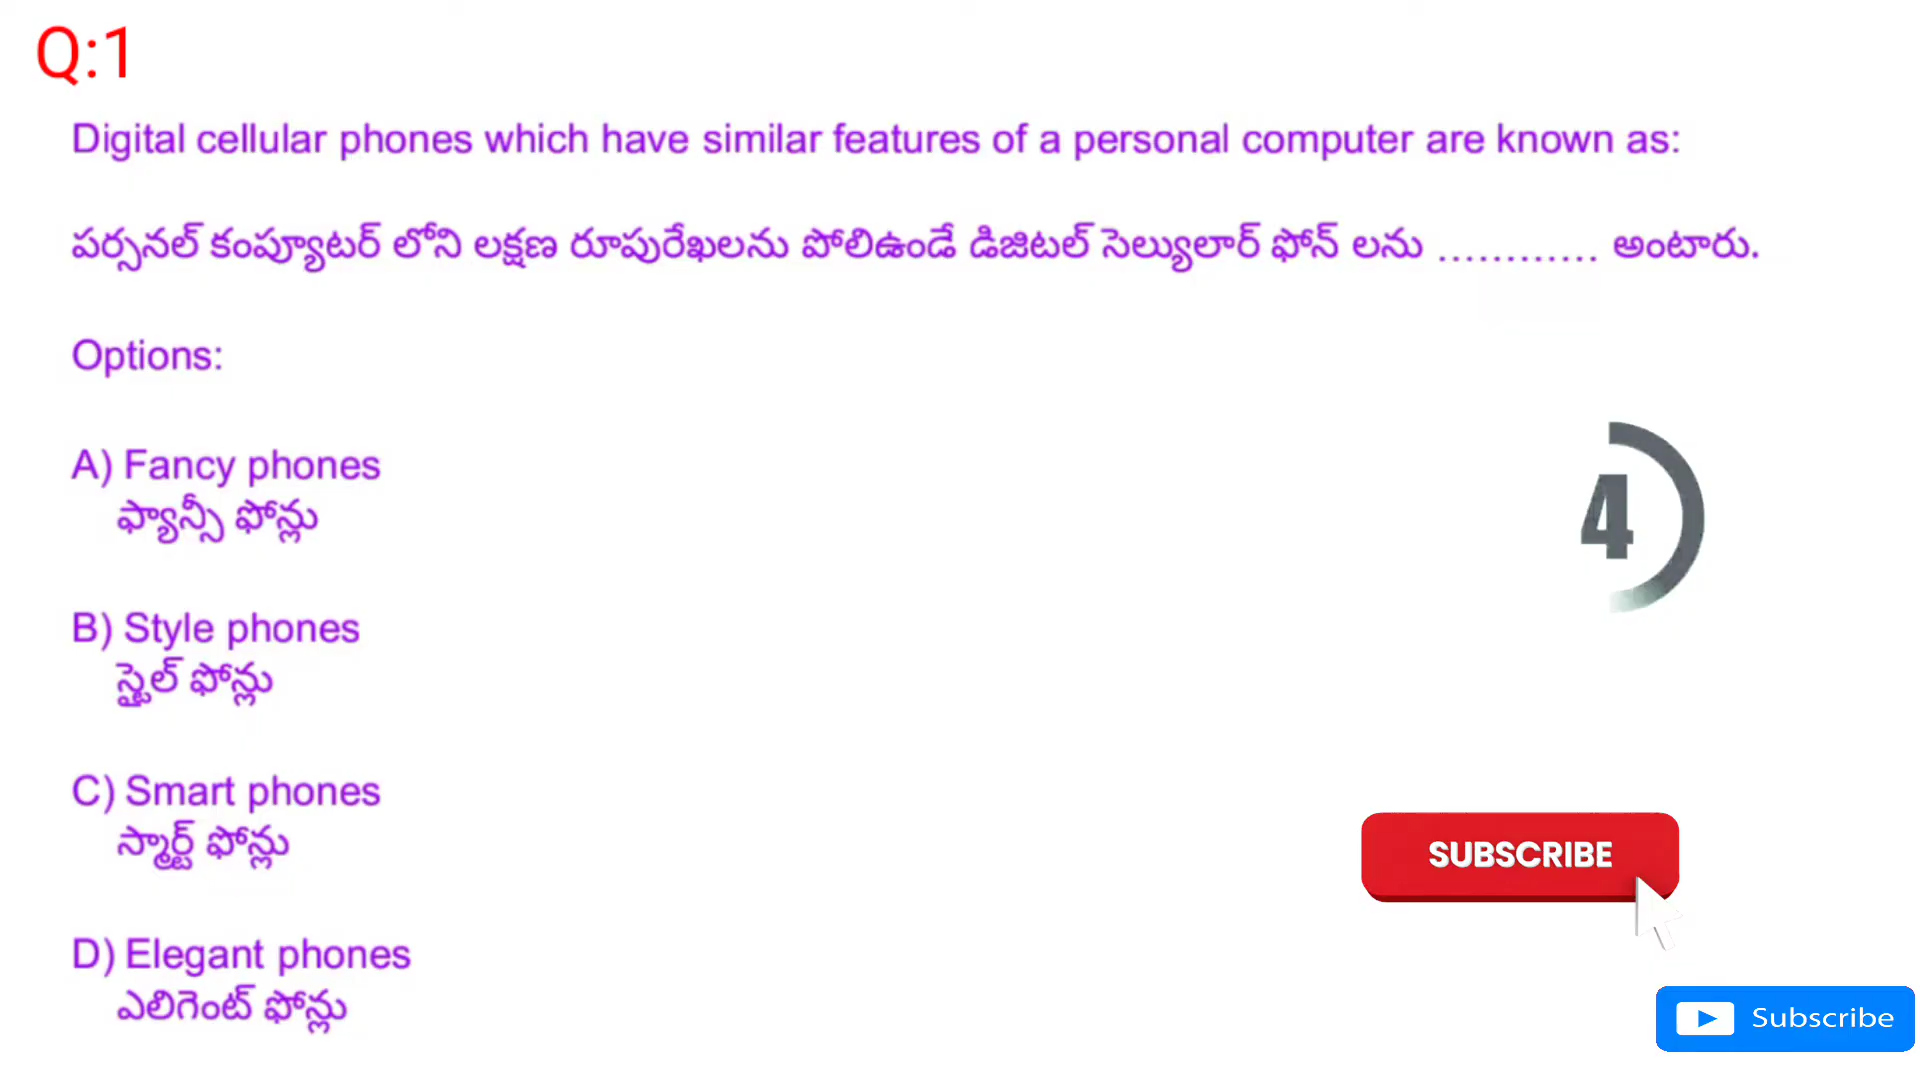 Q:1
Digital cellular phones which have similar features of a personal computer are known as:
పర్సనల్ కంప్యూటర్ లోని లక్షణ రూపురేఖలను పోలిఉండే డిజిటల్ సెల్యులార్ ఫోన్ లను ............ అంటారు.
Options:
A) Fancy phones
ఫ్యాన్సీ ఫోన్లు
4
B) Style phones
స్టైల్ ఫోన్లు
C) Smart phones
స్మార్ట్ ఫోన్లు
SUBSCRIBE
D) Elegant phones
ఎలిగెంట్ ఫోన్లు
Subscribe